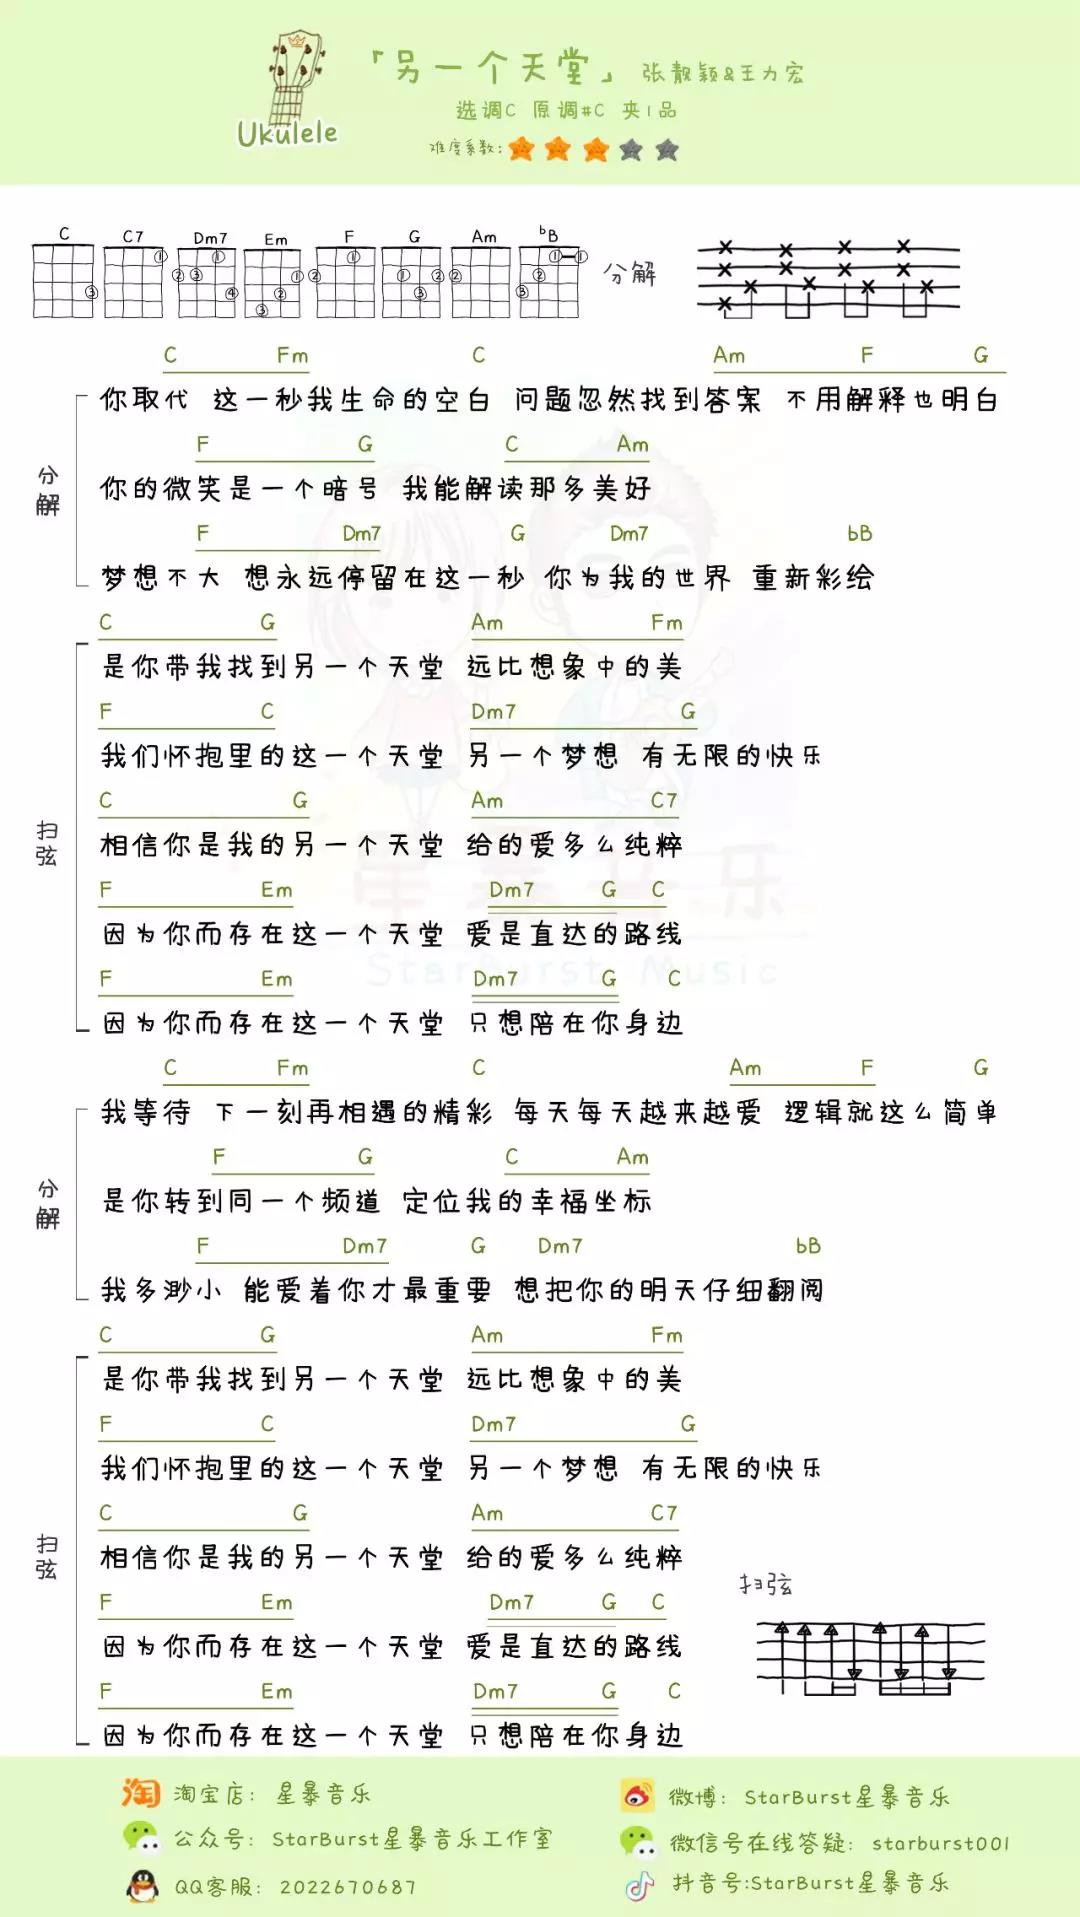 「另一个天堂」 张靓颖&王力宏
选调C 原调#C 夹1品
Ukulele
难度系数:
C C7 Dm7 Em F G Am bB
分解
C Fm C Am F G
你取代 这一秒我生命的空白 问题忽然找到答案 不用解释也明白
F G C Am
你的微笑是一个暗号 我能解读那多美好
分解
F Dm7 G Dm7 bB
梦想不大 想永远停留在这一秒 你为我的世界 重新彩绘
C G Am Fm
是你带我找到另一个天堂 远比想象中的美
F C Dm7 G
我们怀抱里的这一个天堂 另一个梦想 有无限的快乐
C G Am C7
扫弦
相信你是我的另一个天堂 给的爱多么纯粹
F Em Dm7 G C
因为你而存在这一个天堂 爱是直达的路线
F Em Dm7 G C
因为你而存在这一个天堂 只想陪在你身边
星暴音乐
StarBurst Music
C Fm C Am F G
我等待 下一刻再相遇的精彩 每天每天越来越爱 逻辑就这么简单
F G C Am
分解
是你转到同一个频道 定位我的幸福坐标
F Dm7 G Dm7 bB
我多渺小 能爱着你才最重要 想把你的明天仔细翻阅
C G Am Fm
是你带我找到另一个天堂 远比想象中的美
F C Dm7 G
我们怀抱里的这一个天堂 另一个梦想 有无限的快乐
C G Am C7
扫弦
相信你是我的另一个天堂 给的爱多么纯粹
扫弦
F Em Dm7 G C
因为你而存在这一个天堂 爱是直达的路线
F Em Dm7 G C
因为你而存在这一个天堂 只想陪在你身边
淘 淘宝店: 星暴音乐
微博: StarBurst星暴音乐
公众号: StarBurst星暴音乐工作室
微信号在线答疑: starburst001
QQ客服: 2022670687
抖音号:StarBurst星暴音乐